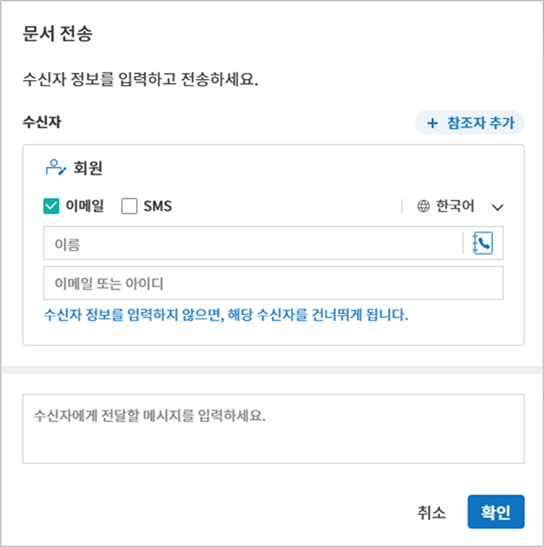 문서 전송
수신자 정보를 입력하고 전송하세요.
수신자
+ 참조자 추가
회원
이메일
SMS
한국어
이름
이메일 또는 아이디
수신자 정보를 입력하지 않으면, 해당 수신자를 건너뛰게 됩니다.
수신자에게 전달할 메시지를 입력하세요.
취소
확인